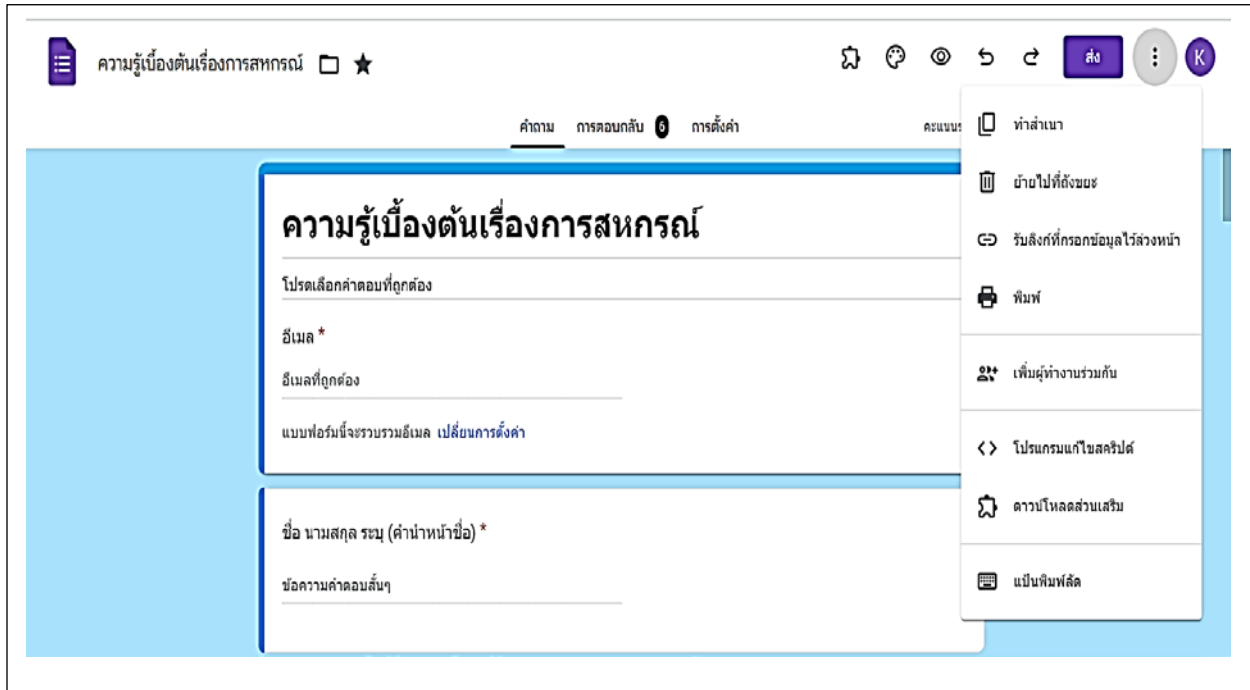 ความรู้เบื้องต้นเรื่องการสหกรณ์
ส่ง
K
คำถาม การตอบกลับ 6 การตั้งค่า
ทำสำเนา
ย้ายไปที่ถังขยะ
รับลิงก์ที่กรอกข้อมูลไว้ล่วงหน้า
พิมพ์
เพิ่มผู้ทำงานร่วมกัน
โปรแกรมแก้ไขสคริปต์
ดาวน์โหลดส่วนเสริม
แป้นพิมพ์ลัด
ความรู้เบื้องต้นเรื่องการสหกรณ์
โปรดเลือกคำตอบที่ถูกต้อง
อีเมล *
อีเมลที่ถูกต้อง
แบบฟอร์มนี้จะรวบรวมอีเมล เปลี่ยนการตั้งค่า
ชื่อ นามสกุล ระบุ (คำนำหน้าชื่อ) *
ข้อความคำตอบสั้นๆ